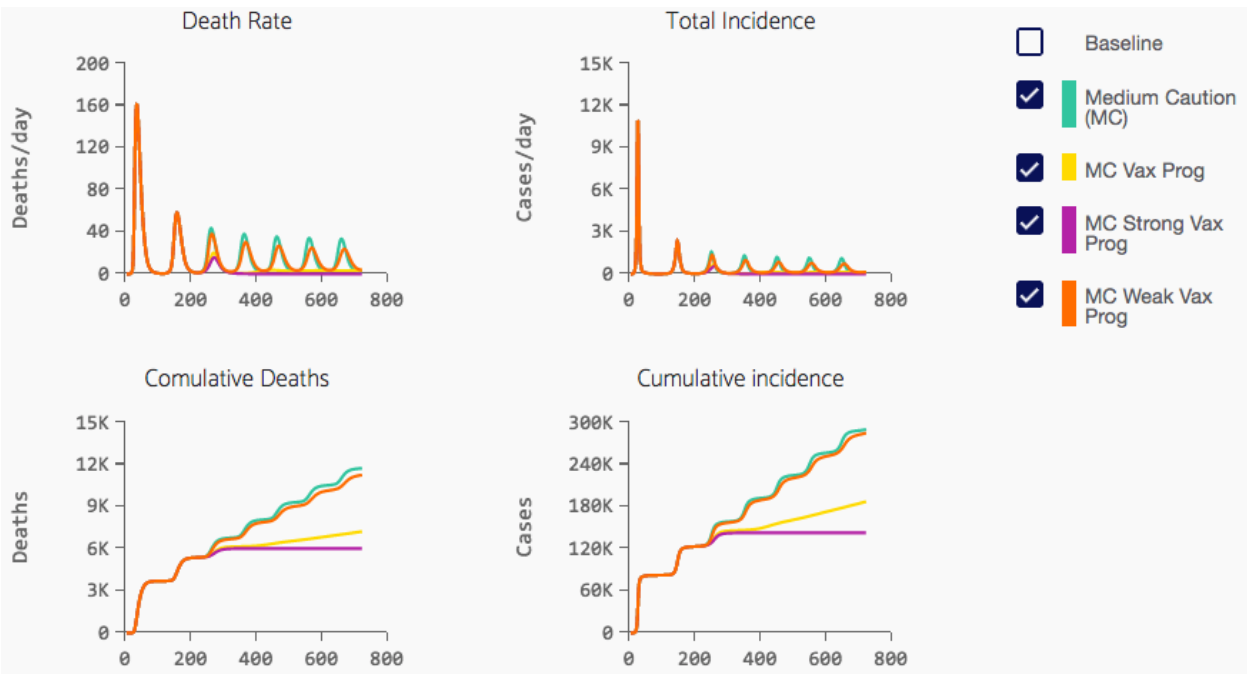 Death Rate
Deaths/day
200
160
120
80
40
0
0 200 400 600 800
Total Incidence
Cases/day
15K
12K
9K
6K
3K
0
0 200 400 600 800
Baseline
Medium Caution
(MC)
MC Vax Prog
MC Strong Vax
Prog
MC Weak Vax
Prog
Comulative Deaths
Deaths
15K
12K
9K
6K
3K
0
0 200 400 600 800
Cumulative incidence
Cases
300K
240K
180K
120K
60K
0
0 200 400 600 800